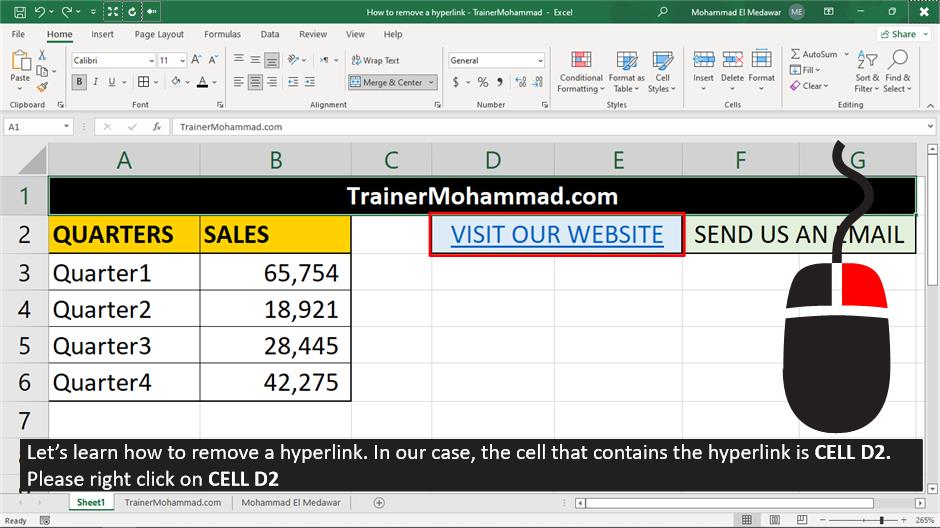 How to remove a hyperlink - TrainerMohammad - Excel
Mohammad El Medawar ME
File Home Insert Page Layout Formulas Data Review View Help Share
Calibri 11 A A Wrap Text General AutoSum
Paste B I U A Merge & Center $ % Conditional Formatting Format as Table Cell Styles Insert Delete Format Fill Clear Sort & Filter Find & Select
Clipboard Font Alignment Number Styles Cells Editing
A1 fx TrainerMohammad.com
A B C D E F G
1 TrainerMohammad.com
2 QUARTERS SALES VISIT OUR WEBSITE SEND US AN EMAIL
3 Quarter1 65,754
4 Quarter2 18,921
5 Quarter3 28,445
6 Quarter4 42,275
7
Let’s learn how to remove a hyperlink. In our case, the cell that contains the hyperlink is CELL D2.
Please right click on CELL D2
Sheet1 TrainerMohammad.com Mohammad El Medawar
Ready 265%